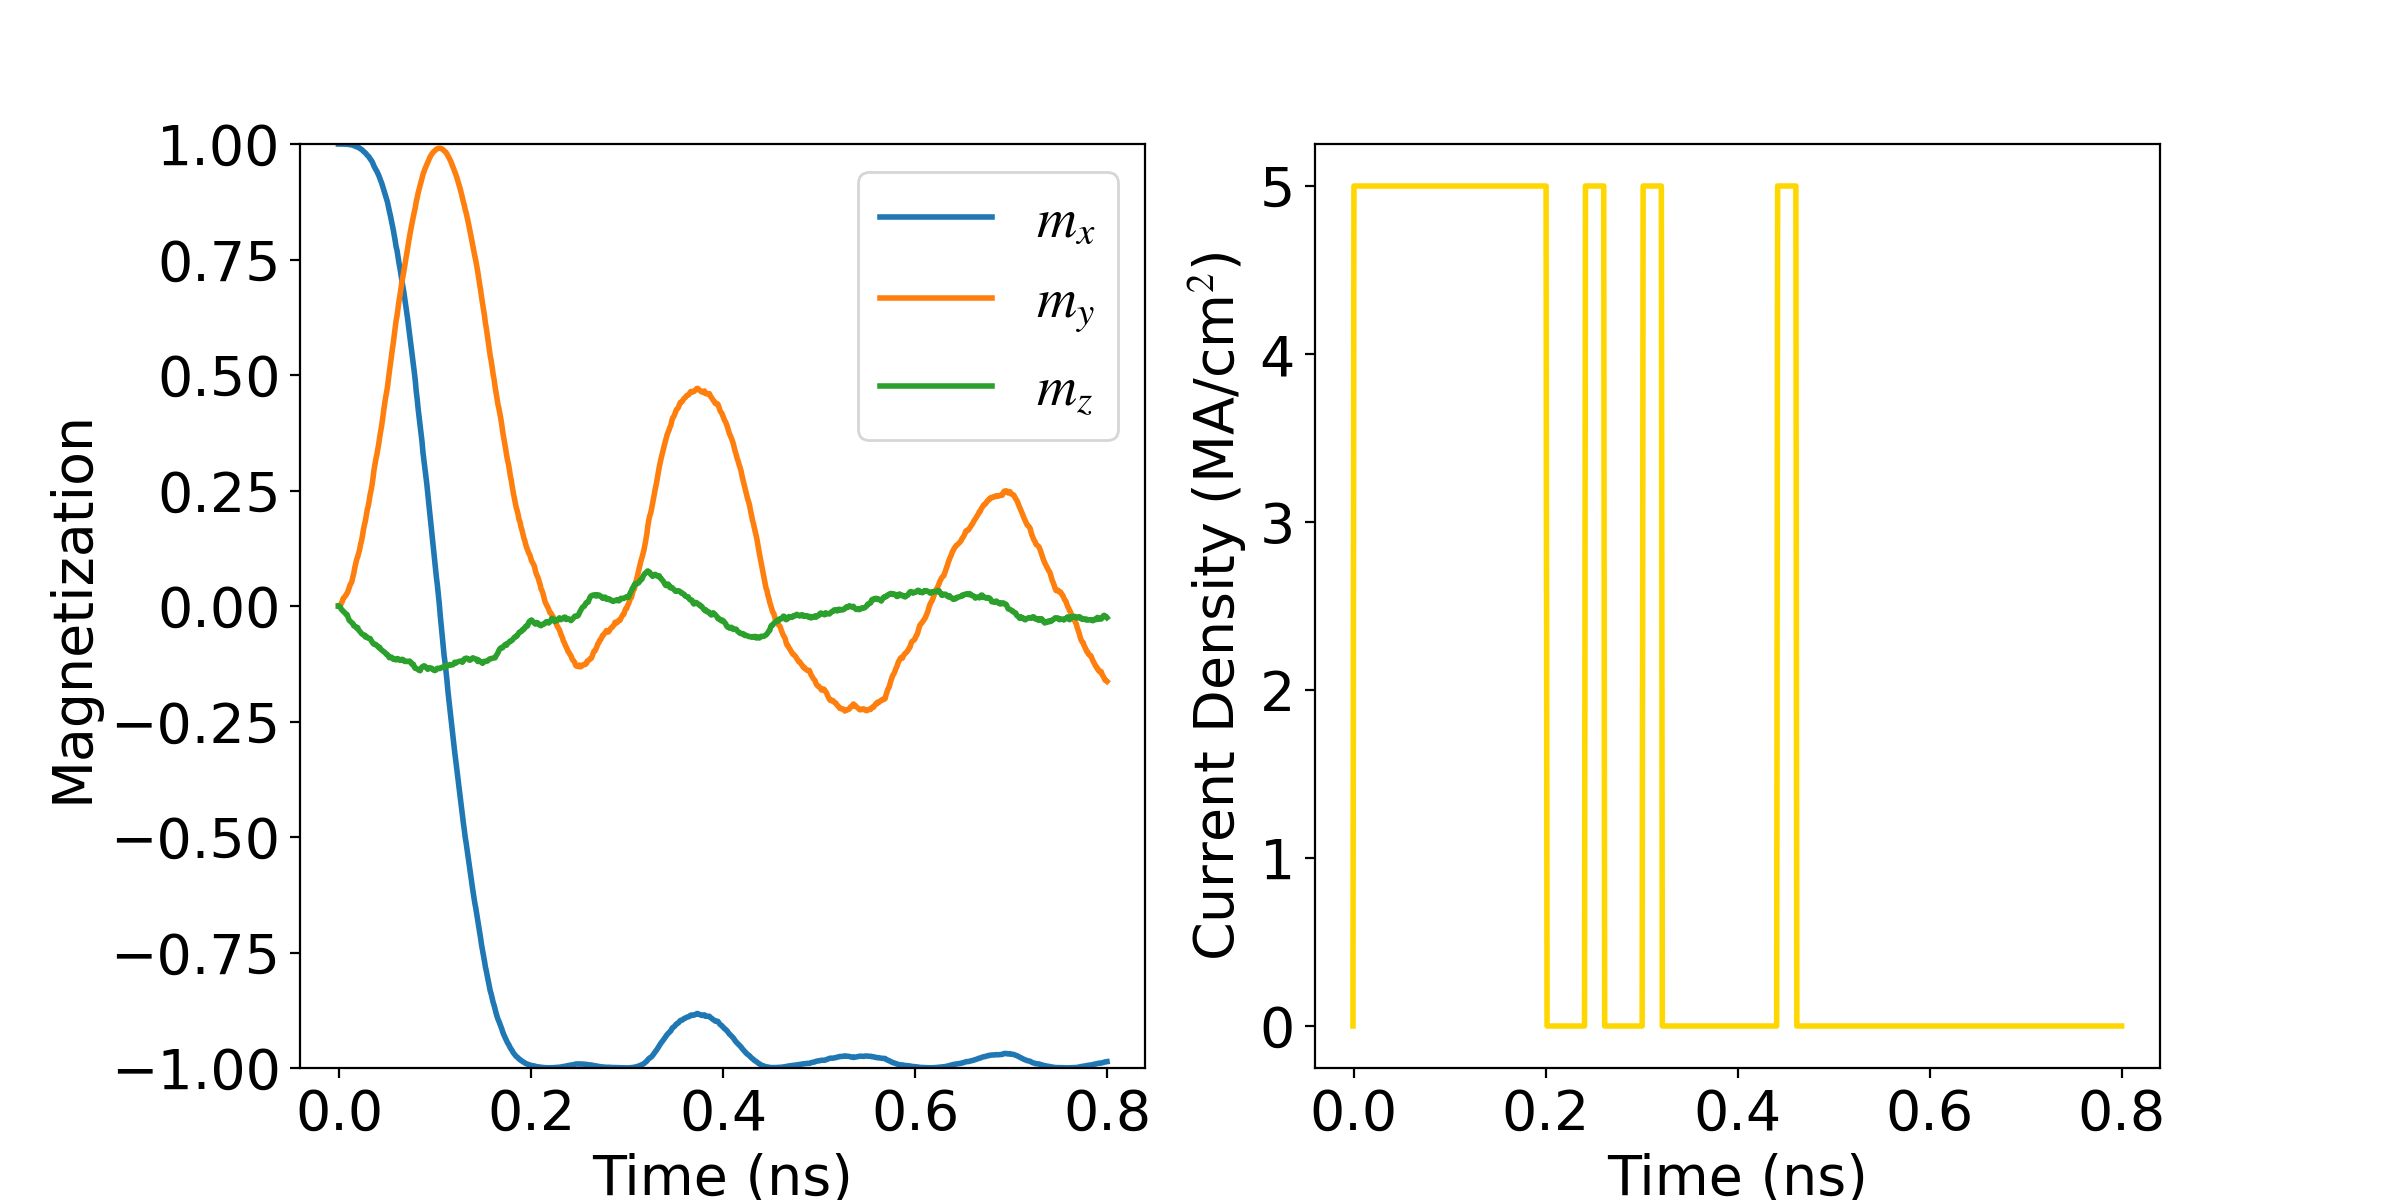 Magnetization
1.00
0.75
0.50
0.25
0.00
−0.25
−0.50
−0.75
−1.00
0.0 0.2 0.4 0.6 0.8
Time (ns)
m_x
m_y
m_z
Current Density (MA/cm²)
5
4
3
2
1
0
0.0 0.2 0.4 0.6 0.8
Time (ns)